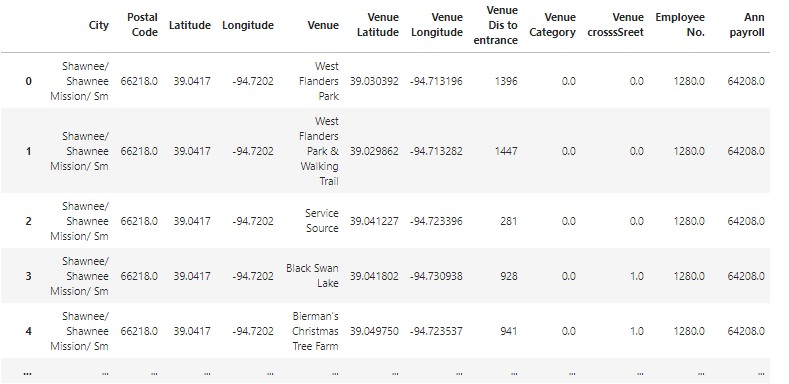 City Postal Code Latitude Longitude Venue Venue Latitude Venue Longitude Venue Dis to entrance Venue Category Venue crosssSreet Employee No. Ann payroll
0 Shawnee/ Shawnee Mission/ Sm 66218.0 39.0417 -94.7202 West Flanders Park 39.030392 -94.713196 1396 0.0 0.0 1280.0 64208.0
1 Shawnee/ Shawnee Mission/ Sm 66218.0 39.0417 -94.7202 West Flanders Park & Walking Trail 39.029862 -94.713282 1447 0.0 0.0 1280.0 64208.0
2 Shawnee/ Shawnee Mission/ Sm 66218.0 39.0417 -94.7202 Service Source 39.041227 -94.723396 281 0.0 0.0 1280.0 64208.0
3 Shawnee/ Shawnee Mission/ Sm 66218.0 39.0417 -94.7202 Black Swan Lake 39.041802 -94.730938 928 0.0 1.0 1280.0 64208.0
4 Shawnee/ Shawnee Mission/ Sm 66218.0 39.0417 -94.7202 Bierman's Christmas Tree Farm 39.049750 -94.723537 941 0.0 1.0 1280.0 64208.0
... ... ... ... ... ... ... ... ... ... ... ... ...